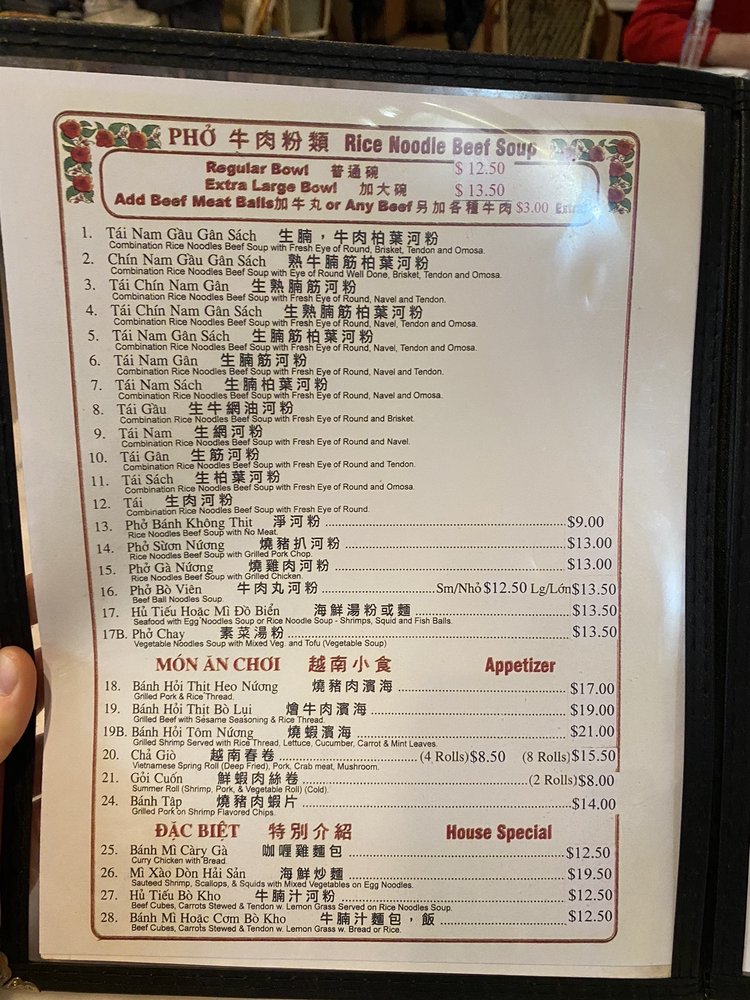 PHỞ 牛肉粉類 Rice Noodle Beef Soup
Regular Bowl 普通碗 $ 12.50
Extra Large Bowl 加大碗 $ 13.50
Add Beef Meat Balls加牛丸 or Any Beef 另加各種牛肉 $3.00 Extra
1. Tái Nam Gầu Gân Sách 生腩，牛肉柏葉河粉
Combination Rice Noodles Beef Soup with Fresh Eye of Round, Brisket, Tendon and Omosa.
2. Chín Nam Gầu Gân Sách 熟牛腩筋柏葉河粉
Combination Rice Noodles Beef Soup with Eye of Round Well Done, Brisket, Tendon and Omosa.
3. Tái Chín Nam Gân 生熟腩筋河粉
Combination Rice Noodles Beef Soup with Fresh Eye of Round, Navel and Tendon.
4. Tái Chín Nam Gân Sách 生熟腩筋柏葉河粉
Combination Rice Noodles Beef Soup with Fresh Eye of Round, Navel, Tendon and Omosa.
5. Tái Nam Gân Sách 生腩筋柏葉河粉
Combination Rice Noodles Beef Soup with Fresh Eye of Round, Navel, Tendon and Omosa.
6. Tái Nam Gân 生腩筋河粉
Combination Rice Noodles Beef Soup with Fresh Eye of Round, Navel and Tendon.
7. Tái Nam Sách 生腩柏葉河粉
Combination Rice Noodles Beef Soup with Fresh Eye of Round, Navel and Omosa.
8. Tái Gầu 生牛網油河粉
Combination Rice Noodles Beef Soup with Fresh Eye of Round and Brisket.
9. Tái Nam 生網河粉
Combination Rice Noodles Beef Soup with Fresh Eye of Round and Navel.
10. Tái Gân 生筋河粉
Combination Rice Noodles Beef Soup with Fresh Eye of Round and Tendon.
11. Tái Sách 生柏葉河粉
Combination Rice Noodles Beef Soup with Fresh Eye of Round and Omosa.
12. Tái 生肉河粉
Combination Rice Noodles Beef Soup with Fresh Eye of Round.
13. Phở Bánh Không Thịt 淨河粉 $9.00
Rice Noodles Beef Soup with No Meat.
14. Phở Sườn Nướng 燒豬扒河粉 $13.00
Rice Noodles Beef Soup with Grilled Pork Chop.
15. Phở Gà Nướng 燒雞肉河粉 $13.00
Rice Noodles Beef Soup with Grilled Chicken.
16. Phở Bò Viên 牛肉丸河粉 Sm/Nhỏ $12.50 Lg/Lớn $13.50
Beef Ball Noodles Soup.
17. Hủ Tiếu Hoặc Mì Đồ Biển 海鮮湯粉或麵 $13.50
Seafood with Egg Noodles Soup or Rice Noodle Soup - Shrimps, Squid and Fish Balls.
17B. Phở Chay 素菜湯粉 $13.50
Vegetable Noodles Soup with Mixed Veg. and Tofu (Vegetable Soup)
MÓN ĂN CHƠI 越南小食 Appetizer
18. Bánh Hỏi Thịt Heo Nướng 燒豬肉濱海 $17.00
Grilled Pork & Rice Thread.
19. Bánh Hỏi Thịt Bò Lụi 燴牛肉濱海 $19.00
Grilled Beef with Sesame Seasoning & Rice Thread.
19B. Bánh Hỏi Tôm Nướng 燒蝦濱海 $21.00
Grilled Shrimp Served with Rice Thread, Lettuce, Cucumber, Carrot & Mint Leaves.
20. Chả Giò 越南春卷 (4 Rolls) $8.50 (8 Rolls) $15.50
Vietnamese Spring Roll (Deep Fried), Pork, Crab meat, Mushroom.
21. Gỏi Cuốn 鮮蝦肉絲卷 (2 Rolls) $8.00
Summer Roll (Shrimp, Pork, & Vegetable Roll) (Cold).
24. Bánh Tập 燒豬肉蝦片 $14.00
Grilled Pork on Shrimp Flavored Chips.
ĐẶC BIỆT 特別介紹 House Special
25. Bánh Mì Càry Gà 咖喱雞麵包 $12.50
Curry Chicken with Bread.
26. Mì Xào Dòn Hải Sản 海鮮炒麵 $19.50
Sauteed Shrimp, Scallops, & Squids with Mixed Vegetables on Egg Noodles.
27. Hủ Tiếu Bò Kho 牛腩汁河粉 $12.50
Beef Cubes, Carrots Stewed & Tendon w. Lemon Grass Served on Rice Noodles Soup.
28. Bánh Mì Hoặc Cơm Bò Kho 牛腩汁麵包，飯 $12.50
Beef Cubes, Carrots Stewed & Tendon w. Lemon Grass w. Bread or Rice.